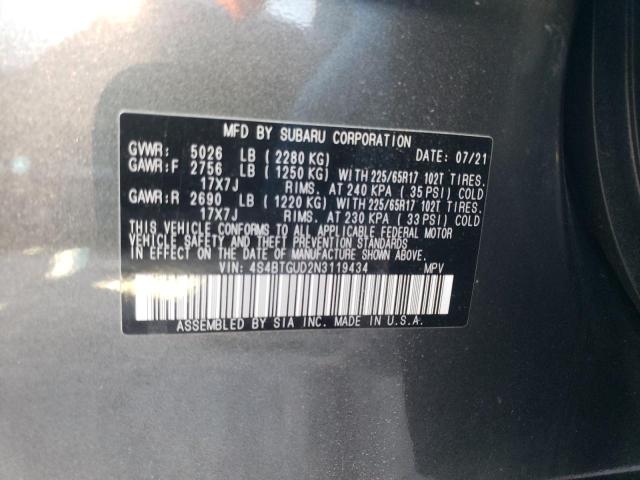 MFD BY SUBARU CORPORATION
GVWR: 5026 LB (2280 KG) DATE: 07/21
GAWR:F 2756 LB (1250 KG) WITH 225/65R17 102T TIRES,
17X7J RIMS. AT 240 KPA (35 PSI) COLD
GAWR:R 2690 LB (1220 KG) WITH 225/65R17 102T TIRES,
17X7J RIMS. AT 230 KPA (33 PSI) COLD
THIS VEHICLE CONFORMS TO ALL APPLICABLE FEDERAL MOTOR
VEHICLE SAFETY AND THEFT PREVENTION STANDARDS
IN EFFECT ON THE DATE OF MANUFACTURE SHOWN ABOVE.
VIN: 4S4BTGUD2N3119434 MPV
ASSEMBLED BY SIA INC. MADE IN U.S.A.